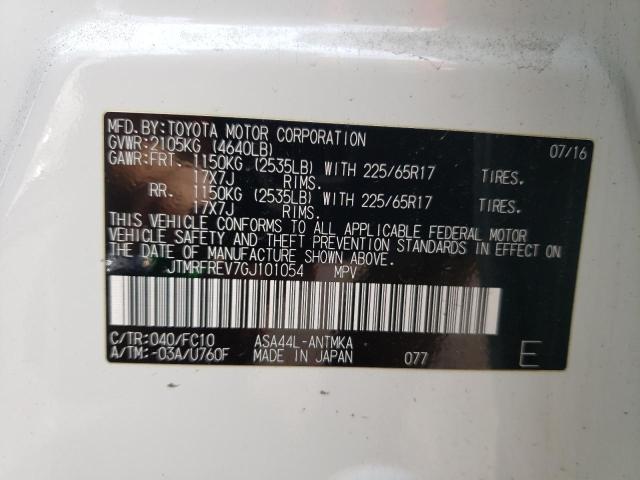 MFD. BY: TOYOTA MOTOR CORPORATION 07/16
GVWR: 2105KG (4640LB)
GAWR: FRT. 1150KG (2535LB) WITH 225/65R17 TIRES.
17X7J RIMS.
RR. 1150KG (2535LB) WITH 225/65R17 TIRES.
17X7J RIMS.
THIS VEHICLE CONFORMS TO ALL APPLICABLE FEDERAL MOTOR
VEHICLE SAFETY AND THEFT PREVENTION STANDARDS IN EFFECT ON
THE DATE OF MANUFACTURE SHOWN ABOVE.
JTMRFREV7GJ101054 MPV
C/TR: 040/FC10 ASA44L-ANTMKA
A/TM: -03A/U760F MADE IN JAPAN 077 E